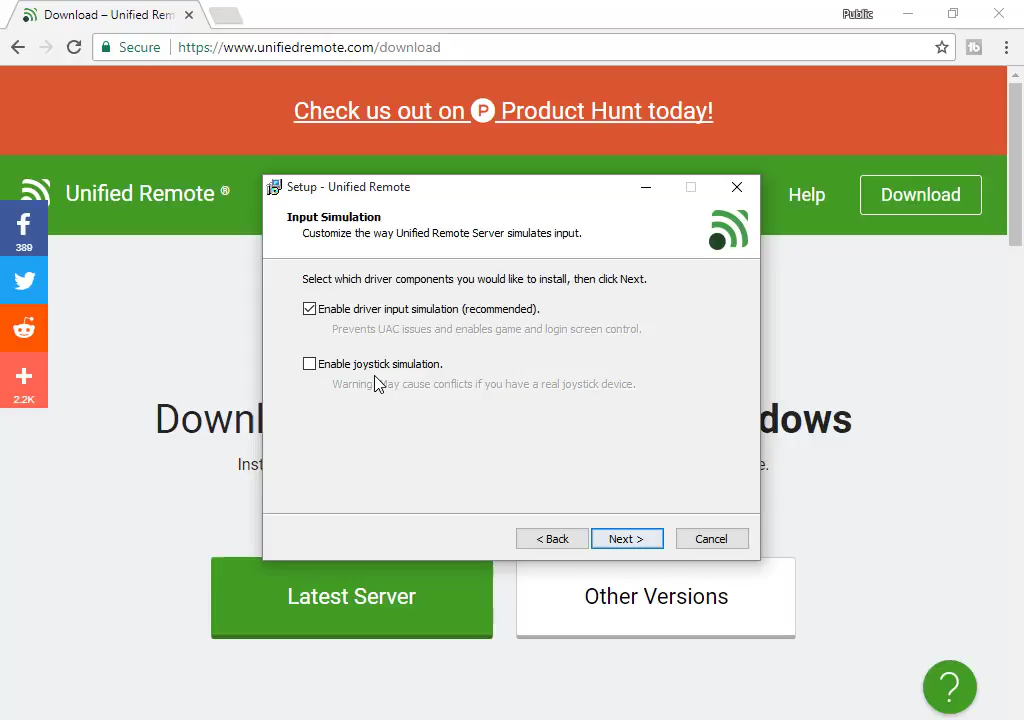 Download – Unified Rem
Public
Secure
https://www.unifiedremote.com/download
Check us out on P Product Hunt today!
Unified Remote ®
Help
Download
389
2.2K
Setup - Unified Remote
Input Simulation
Customize the way Unified Remote Server simulates input.
Select which driver components you would like to install, then click Next.
Enable driver input simulation (recommended).
Prevents UAC issues and enables game and login screen control.
Enable joystick simulation.
Warning, may cause conflicts if you have a real joystick device.
< Back
Next >
Cancel
Downl
dows
Inst
e.
Latest Server
Other Versions
?